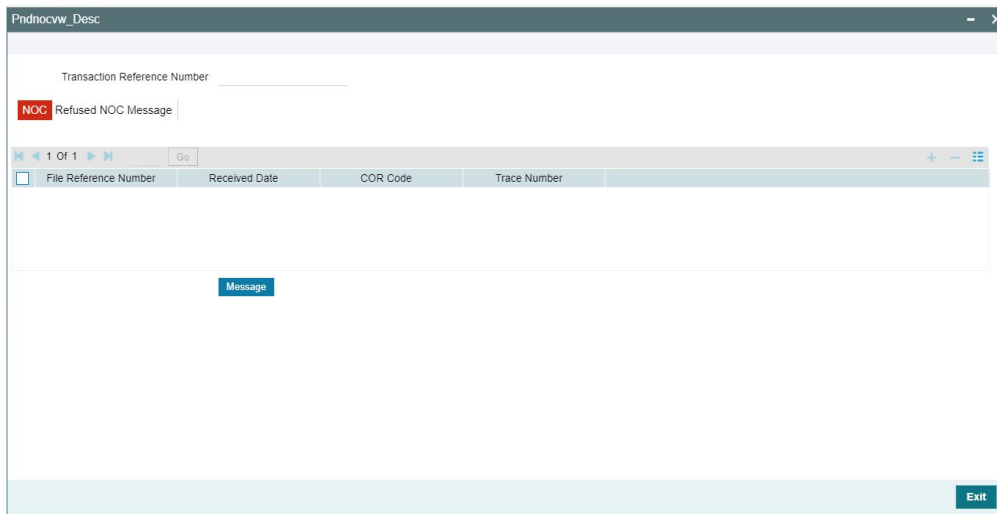 Pndnocvw_Desc
Transaction Reference Number
NOC Refused NOC Message
1 Of 1 Go
File Reference Number Received Date COR Code Trace Number
Message
Exit